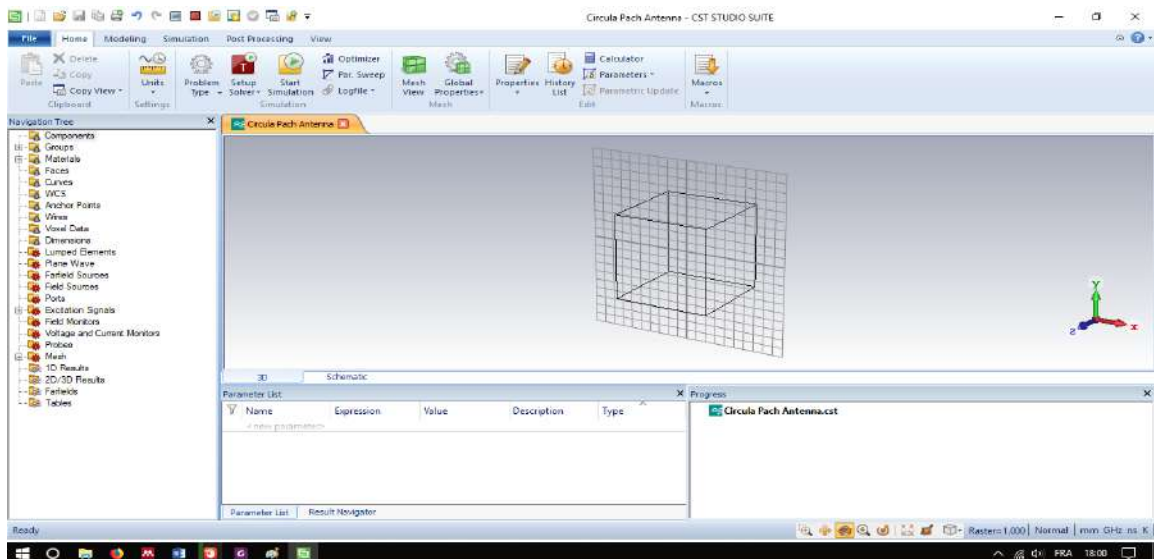 Circula Pach Antenna - CST STUDIO SUITE
File Home Modeling Simulation Post Processing View
Paste
Delete
Copy
Copy View
Clipboard
Units
Settings
Problem Type
Setup Solver
Start Simulation
Optimizer
Par. Sweep
Logfile
Simulation
Mesh View
Global Properties
Mesh
Properties
History List
Calculator
Parameters
Parametric Update
Edit
Macros
Macros
Navigation Tree
Components
Groups
Materials
Faces
Curves
WCS
Anchor Points
Wires
Voxel Data
Dimensions
Lumped Elements
Plane Wave
Farfield Sources
Field Sources
Ports
Excitation Signals
Field Monitors
Voltage and Current Monitors
Probes
Mesh
1D Results
2D/3D Results
Farfields
Tables
Circula Pach Antenna
y
x
z
3D Schematic
Parameter List
Name Expression Value Description Type
<new parameter>
Parameter List Result Navigator
Progress
Circula Pach Antenna.cst
Ready
Raster=1.000 Normal mm GHz ns K
FRA 18:00